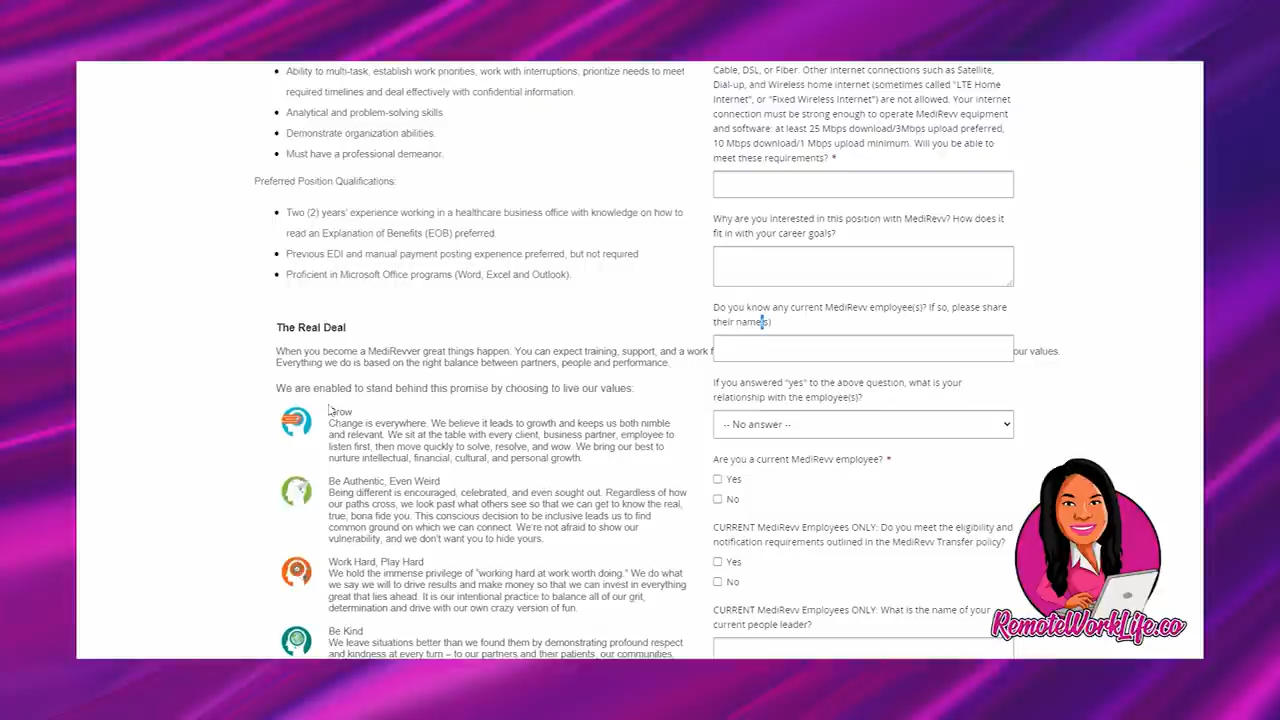 Ability to multi-task, establish work priorities, work with interruptions, prioritize needs to meet
required timelines and deal effectively with confidential information.
Analytical and problem-solving skills
Demonstrate organization abilities.
Must have a professional demeanor.
Preferred Position Qualifications:
Two (2) years' experience working in a healthcare business office with knowledge on how to
read an Explanation of Benefits (EOB) preferred.
Previous EDI and manual payment posting experience preferred, but not required
Proficient in Microsoft Office programs (Word, Excel and Outlook).
The Real Deal
When you become a MediRevver great things happen. You can expect training, support, and a work
our values.
Everything we do is based on the right balance between partners, people and performance.
We are enabled to stand behind this promise by choosing to live our values:
Grow
Change is everywhere. We believe it leads to growth and keeps us both nimble
and relevant. We sit at the table with every client, business partner, employee to
listen first, then move quickly to solve, resolve, and wow. We bring our best to
nurture intellectual, financial, cultural, and personal growth.
Be Authentic, Even Weird
Being different is encouraged, celebrated, and even sought out. Regardless of how
our paths cross, we look past what others see so that we can get to know the real,
true, bona fide you. This conscious decision to be inclusive leads us to find
common ground on which we can connect. We're not afraid to show our
vulnerability, and we don't want you to hide yours.
Work Hard, Play Hard
We hold the immense privilege of "working hard at work worth doing." We do what
we say we will to drive results and make money so that we can invest in everything
great that lies ahead. It is our intentional practice to balance all of our grit,
determination and drive with our own crazy version of fun.
Be Kind
We leave situations better than we found them by demonstrating profound respect
and kindness at every turn – to our partners and their patients, our communities,
Cable, DSL, or Fiber. Other internet connections such as Satellite,
Dial-up, and Wireless home internet (sometimes called "LTE Home
Internet", or "Fixed Wireless Internet") are not allowed. Your internet
connection must be strong enough to operate MediRevv equipment
and software: at least 25 Mbps download/3Mbps upload preferred,
10 Mbps download/1 Mbps upload minimum. Will you be able to
meet these requirements? *
Why are you interested in this position with MediRevv? How does it
fit in with your career goals?
Do you know any current MediRevv employee(s)? If so, please share
their name(s)
If you answered "yes" to the above question, what is your
relationship with the employee(s)?
-- No answer --
Are you a current MediRevv employee? *
Yes
No
CURRENT MediRevv Employees ONLY: Do you meet the eligibility and
notification requirements outlined in the MediRevv Transfer policy?
Yes
No
CURRENT MediRevv Employees ONLY: What is the name of your
current people leader?
RemoteWorkLife.co